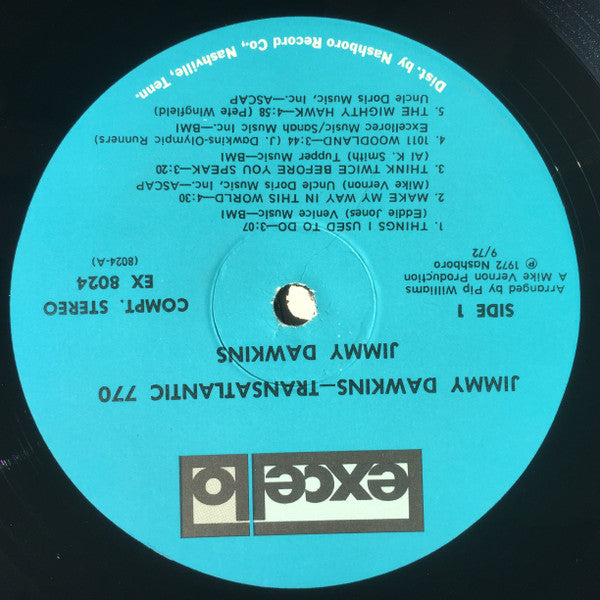 excello
JIMMY DAWKINS—TRANSATLANTIC 770
JIMMY DAWKINS
SIDE 1
COMPT. STEREO
EX 8024
(8024-A)
Arranged by Pip Williams
A Mike Vernon Production
℗ 1972 Nashboro
9/72
1. THINGS I USED TO DO—3:07
(Eddie Jones) Venice Music—BMI
2. MAKE MY WAY IN THIS WORLD—4:30
(Mike Vernon) Uncle Doris Music, Inc.—ASCAP
3. THINK TWICE BEFORE YOU SPEAK—3:20
(Al K. Smith) Tupper Music—BMI
4. 1011 WOODLAND—3:44 (J. Dawkins-Olympic Runners)
Excellorec Music/Sonah Music Inc.—BMI
5. THE MIGHTY HAWK—4:58 (Pete Wingfield)
Uncle Doris Music, Inc.—ASCAP
Dist. by Nashboro Record Co., Nashville, Tenn.